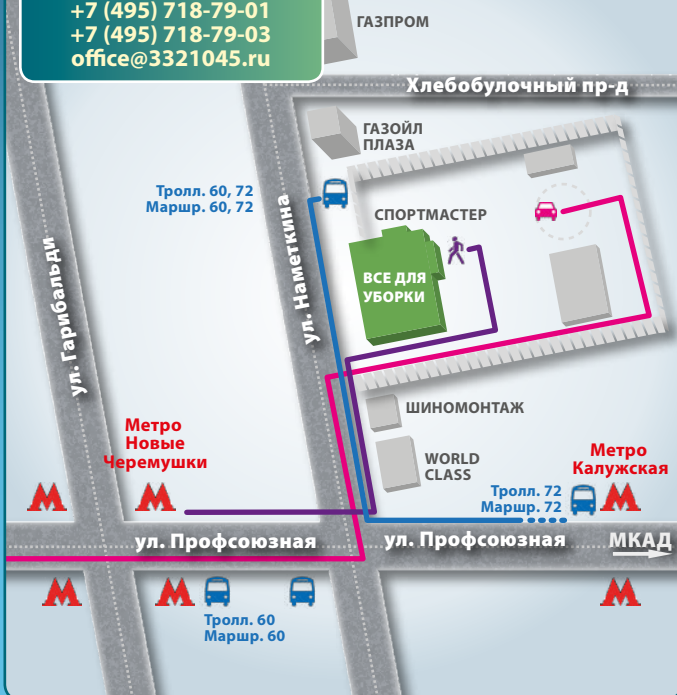 +7 (495) 718-79-01
+7 (495) 718-79-03
office@3321045.ru
ГАЗПРОМ
Хлебобулочный пр-д
ГАЗОЙЛ
ПЛАЗА
Тролл. 60, 72
Маршр. 60, 72
СПОРТМАСТЕР
ул. Наметкина
ул. Гарибальди
ВСЕ ДЛЯ
УБОРКИ
ШИНОМОНТАЖ
Метро
Новые
Черемушки
WORLD
CLASS
Метро
Калужская
Тролл. 72
Маршр. 72
ул. Профсоюзная
ул. Профсоюзная
МКАД
Тролл. 60
Маршр. 60